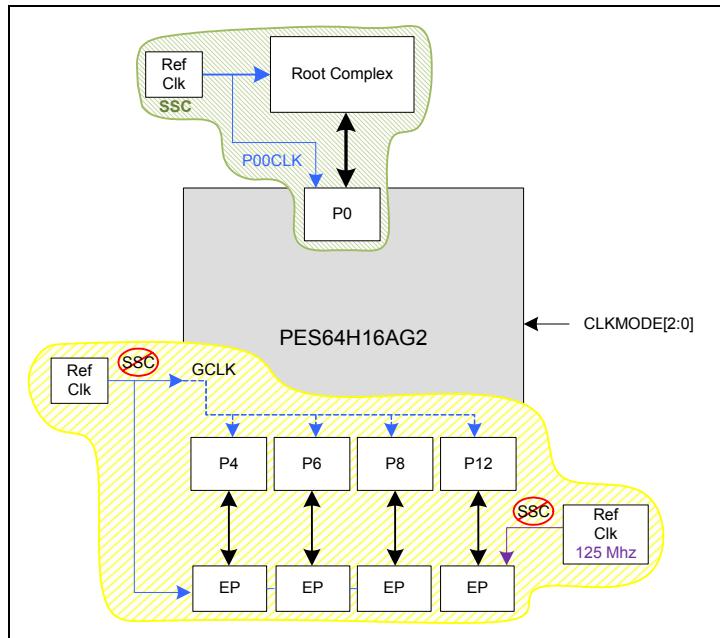 Ref
Clk
SSC
Root Complex
P00CLK
P0
PES64H16AG2
CLKMODE[2:0]
Ref
Clk
SSC
GCLK
P4
P6
P8
P12
SSC
Ref
Clk
125 Mhz
EP
EP
EP
EP